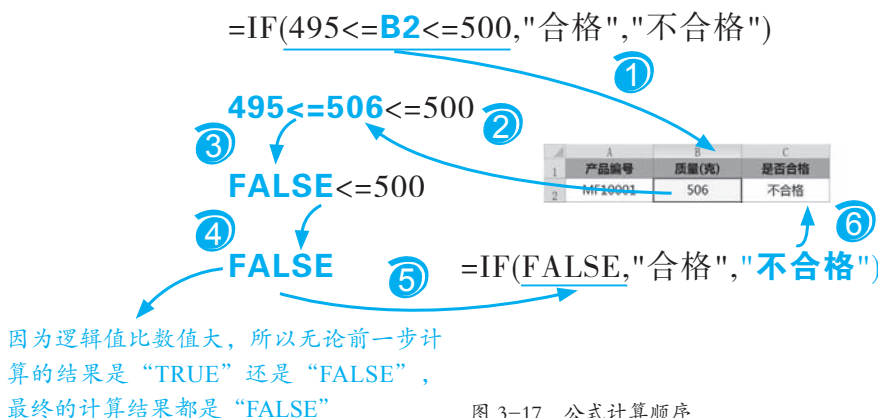 =IF(495<=B2<=500,"合格","不合格")
1
495<=506<=500
2
3
A B C
1 产品编号 质量(克) 是否合格
2 MF10001 506 不合格
FALSE<=500
4
6
FALSE
5
=IF(FALSE,"合格","不合格")
因为逻辑值比数值大，所以无论前一步计
算的结果是“TRUE”还是“FALSE”，
最终的计算结果都是“FALSE”
图 3-17 公式计算顺序